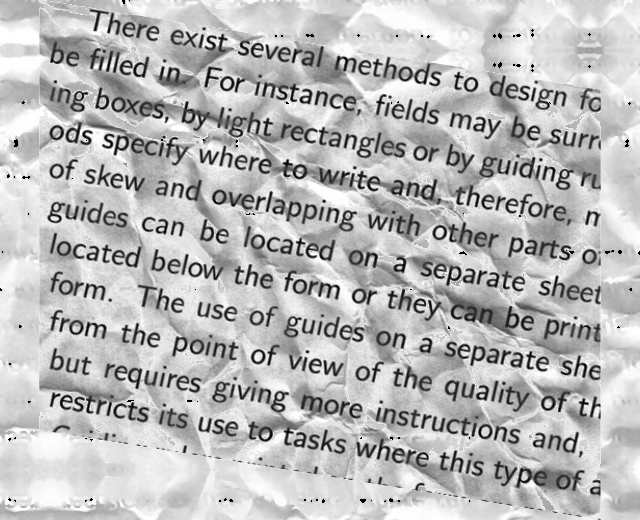 There exist several methods to design fo
be filled in. For instance, fields may be surr
ing boxes, by light rectangles or by guiding ru
ods specify where to write and, therefore, m
of skew and overlapping with other parts o
guides can be located on a separate sheet
located below the form or they can be print
form. The use of guides on a separate she
from the point of view of the quality of th
but requires giving more instructions and,
restricts its use to tasks where this type of a